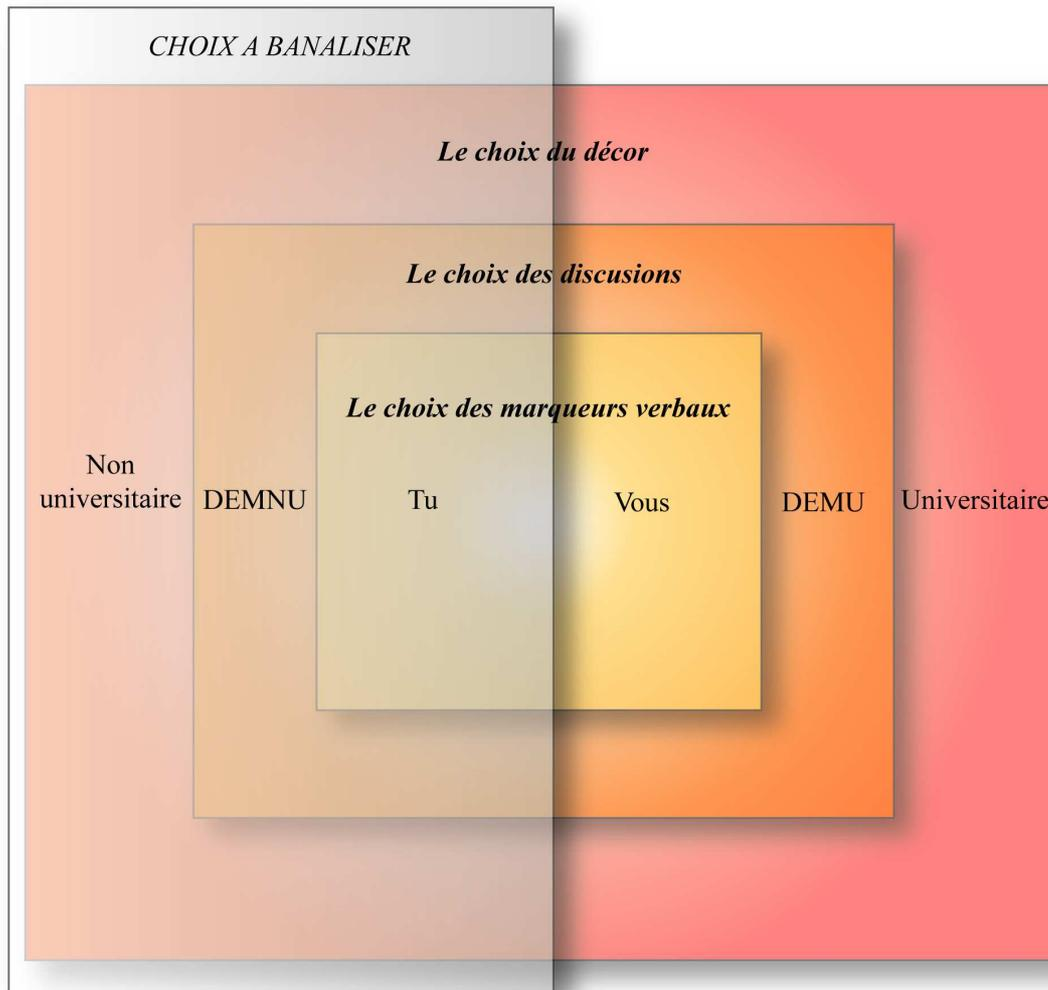 CHOIX A BANALISER
Le choix du décor
Le choix des discusions
Le choix des marqueurs verbaux
Non
universitaire
DEMNU
Tu
Vous
DEMU
Universitaire